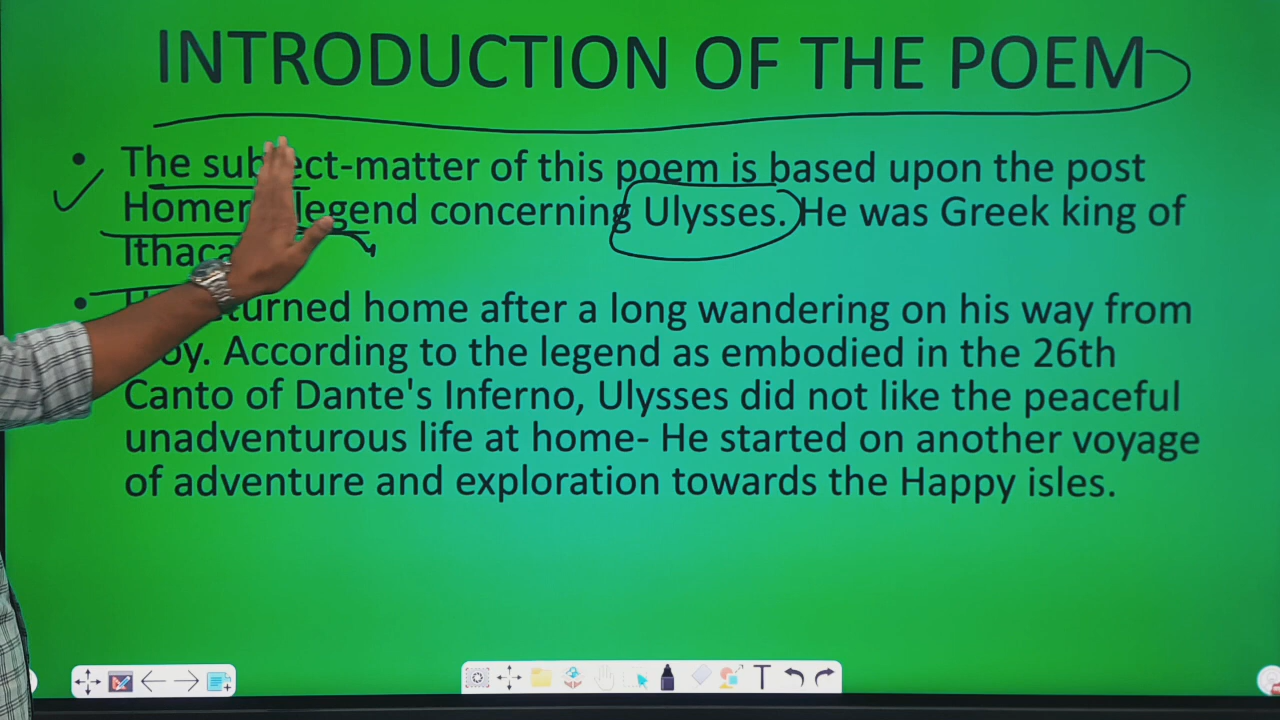 INTRODUCTION OF THE POEM
• The subject-matter of this poem is based upon the post
legend concerning Ulysses. He was Greek king of
Ithaca
• home after a long wandering on his way from
According to the legend as embodied in the 26th
Canto of Dante's Inferno, Ulysses did not like the peaceful
unadventurous life at home- He started on another voyage
of adventure and exploration towards the Happy isles.
T